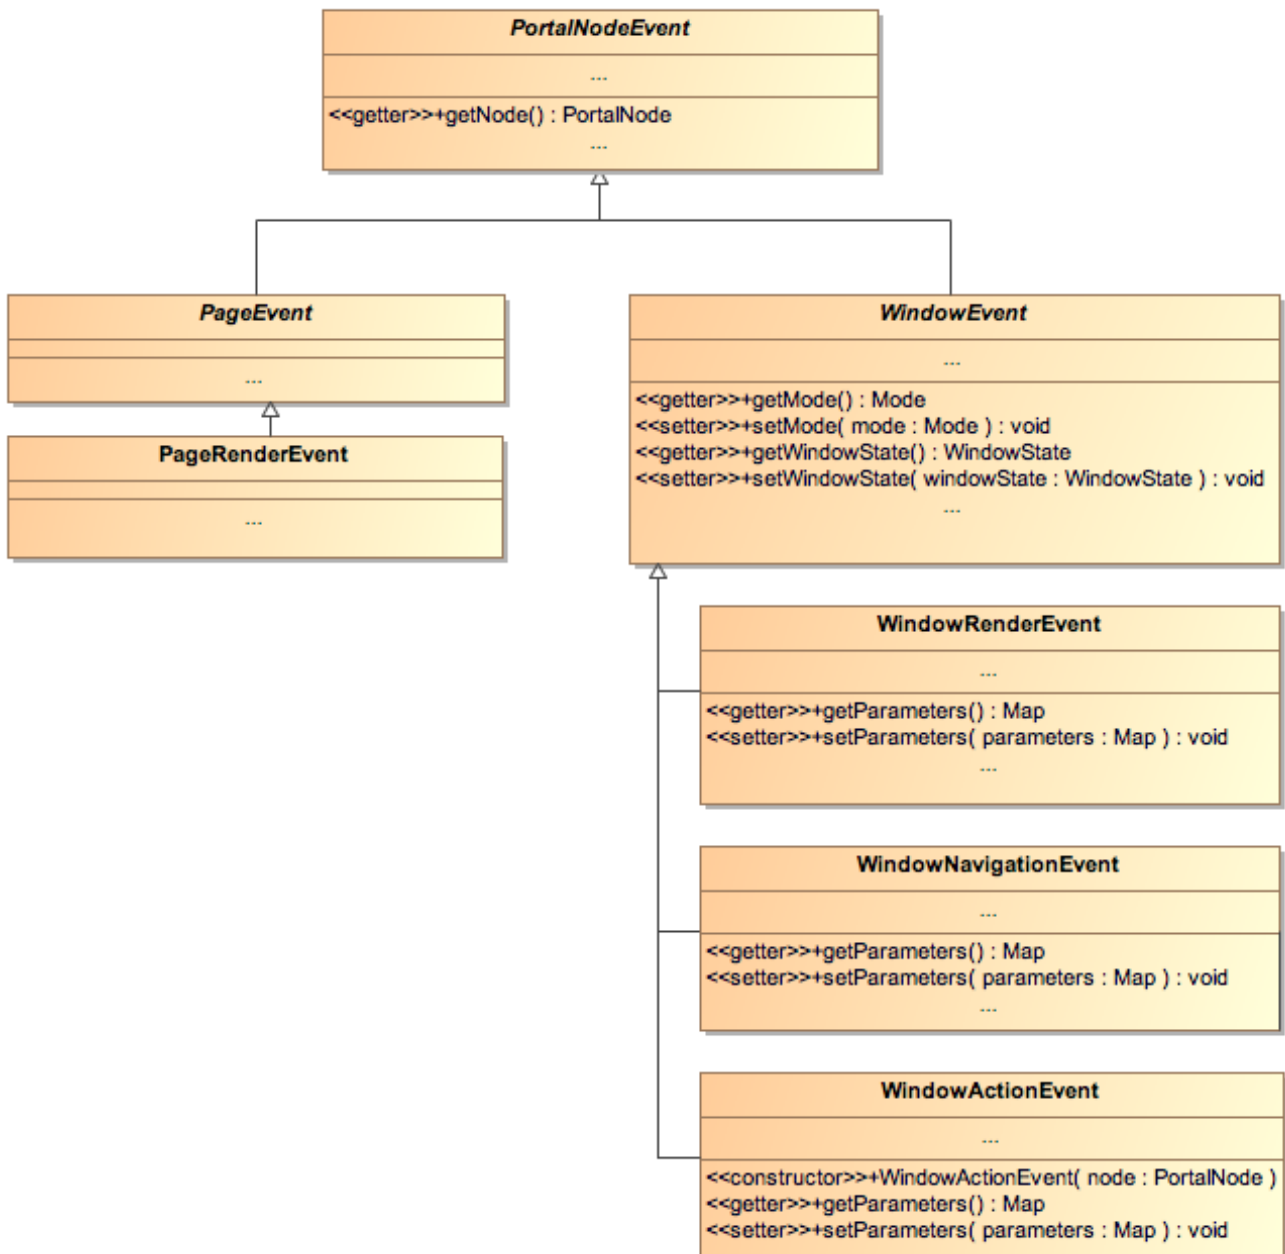 PortalNodeEvent
...
<<getter>>+getNode() : PortalNode
...
PageEvent
...
PageRenderEvent
...
WindowEvent
...
<<getter>>+getMode() : Mode
<<setter>>+setMode( mode : Mode ) : void
<<getter>>+getWindowState() : WindowState
<<setter>>+setWindowState( windowState : WindowState ) : void
...
WindowRenderEvent
...
<<getter>>+getParameters() : Map
<<setter>>+setParameters( parameters : Map ) : void
...
WindowNavigationEvent
...
<<getter>>+getParameters() : Map
<<setter>>+setParameters( parameters : Map ) : void
...
WindowActionEvent
...
<<constructor>>+WindowActionEvent( node : PortalNode )
<<getter>>+getParameters() : Map
<<setter>>+setParameters( parameters : Map ) : void